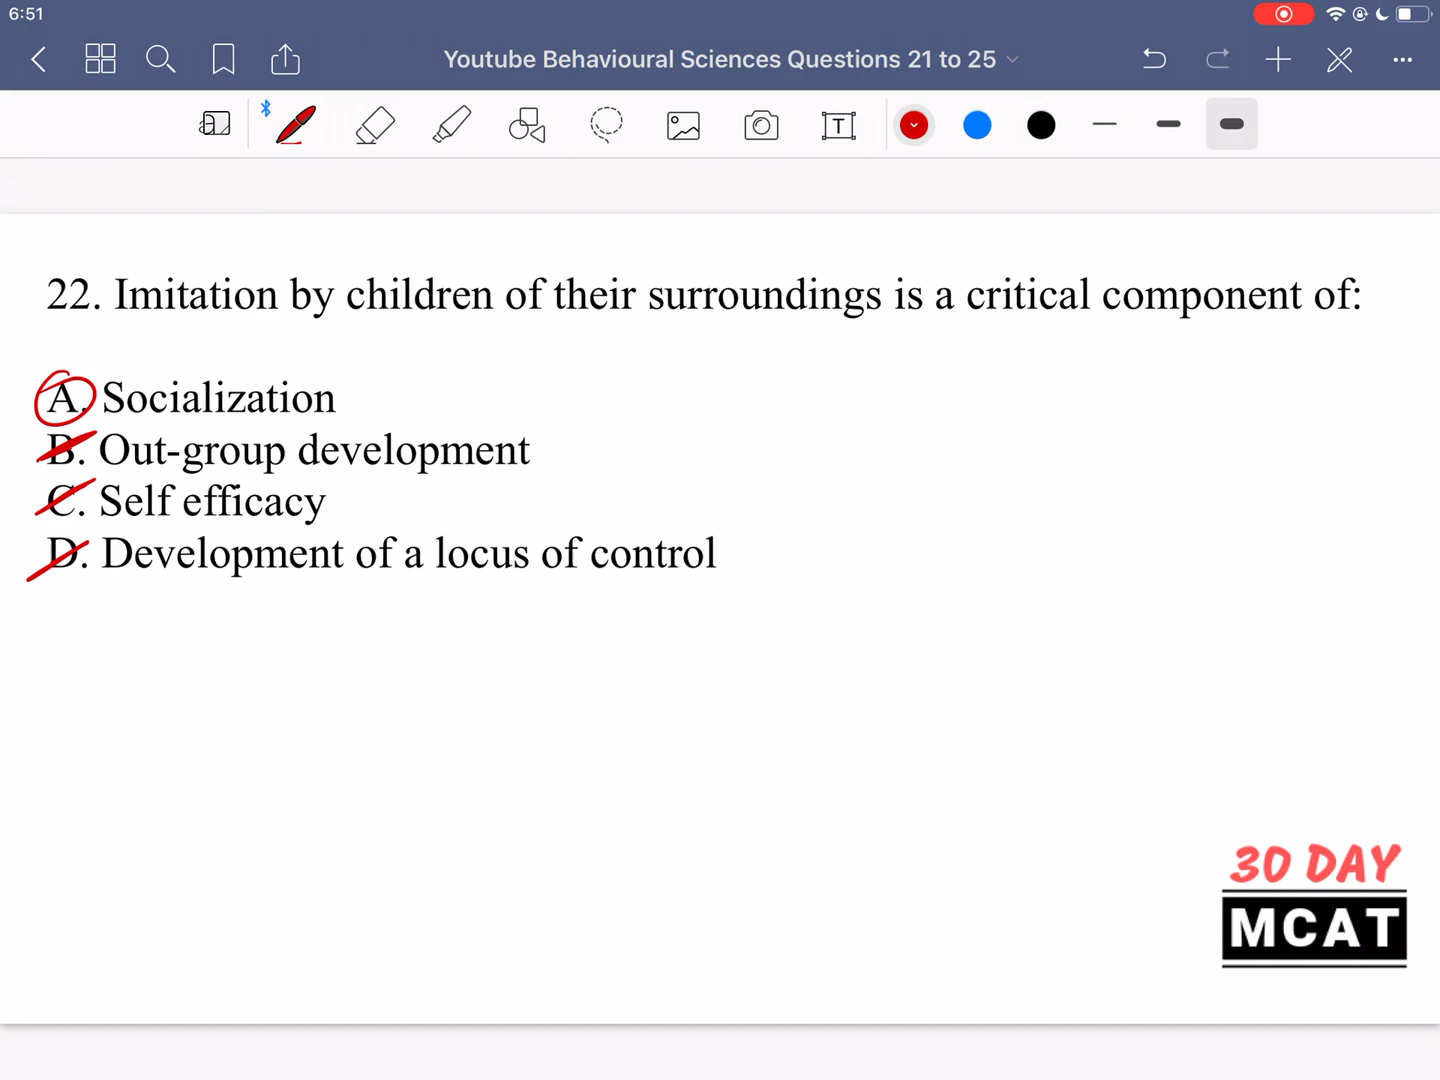 6:51
Youtube Behavioural Sciences Questions 21 to 25
T
22. Imitation by children of their surroundings is a critical component of:
A. Socialization
B. Out-group development
C. Self efficacy
D. Development of a locus of control
30 DAY
MCAT